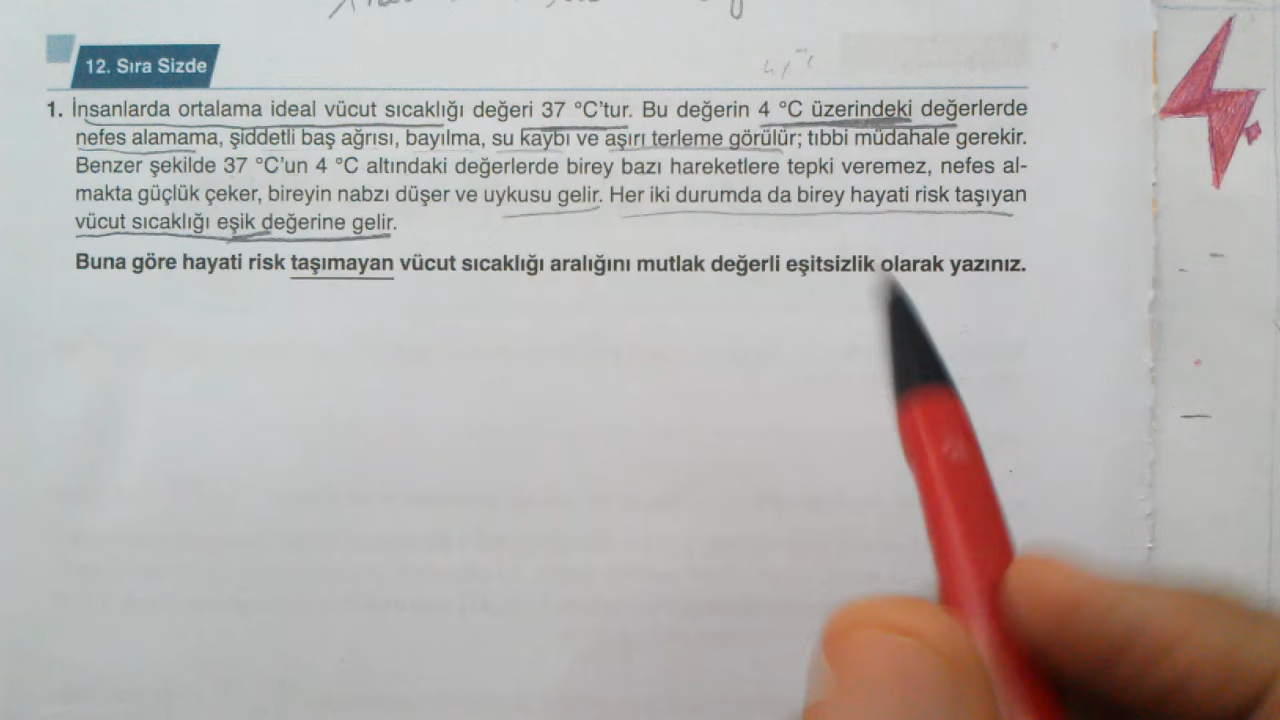 12. Sıra Sizde
1. İnsanlarda ortalama ideal vücut sıcaklığı değeri 37 °C'tur. Bu değerin 4 °C üzerindeki değerlerde
nefes alamama, şiddetli baş ağrısı, bayılma, su kaybı ve aşırı terleme görülür; tıbbi müdahale gerekir.
Benzer şekilde 37 °C'un 4 °C altındaki değerlerde birey bazı hareketlere tepki veremez, nefes al-
makta güçlük çeker, bireyin nabzı düşer ve uykusu gelir. Her iki durumda da birey hayati risk taşıyan
vücut sıcaklığı eşik değerine gelir.
Buna göre hayati risk taşımayan vücut sıcaklığı aralığını mutlak değerli eşitsizlik olarak yazınız.